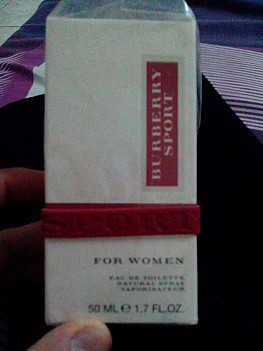 BURBERRY
SPORT
SPORT
FOR WOMEN
EAU DE TOILETTE
NATURAL SPRAY
VAPORISATEUR
50 ML ℮ 1.7 FL.OZ.